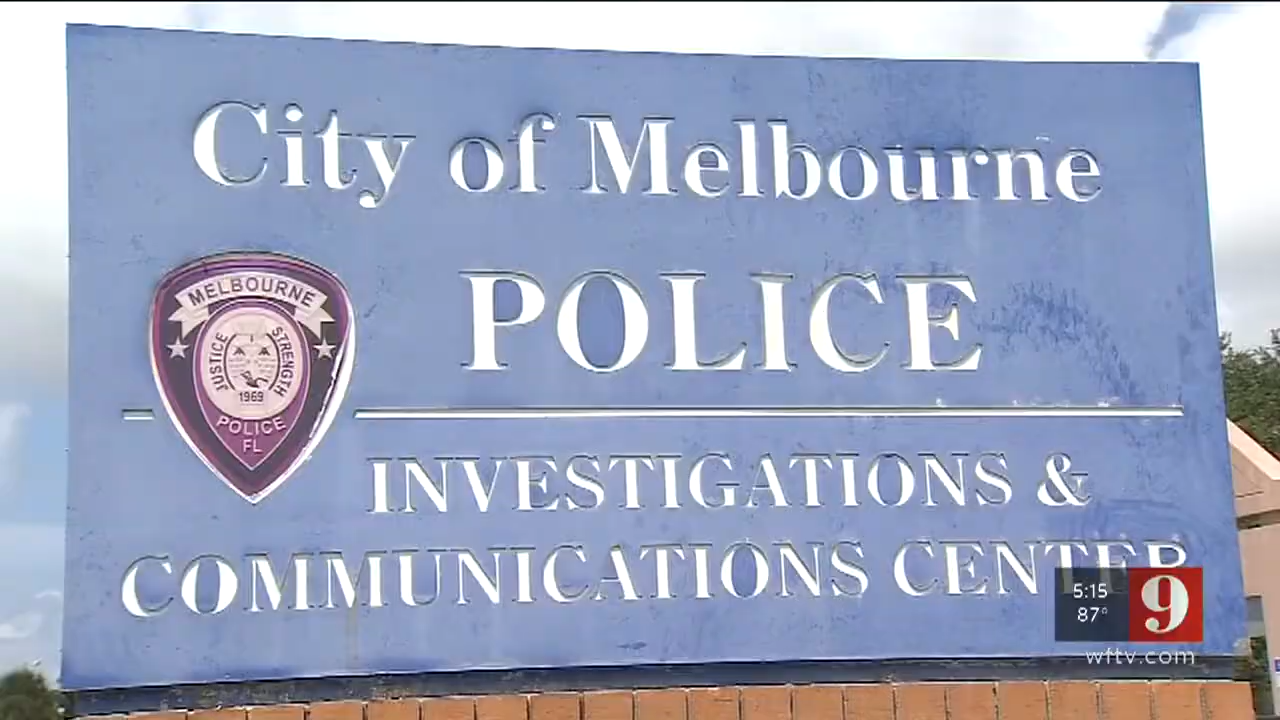 City of Melbourne
POLICE
MELBOURNE
JUSTICE
STRENGTH
1969
POLICE
FL
INVESTIGATIONS &
COMMUNICATIONS CENTER
5:15
87°
9
wftv.com